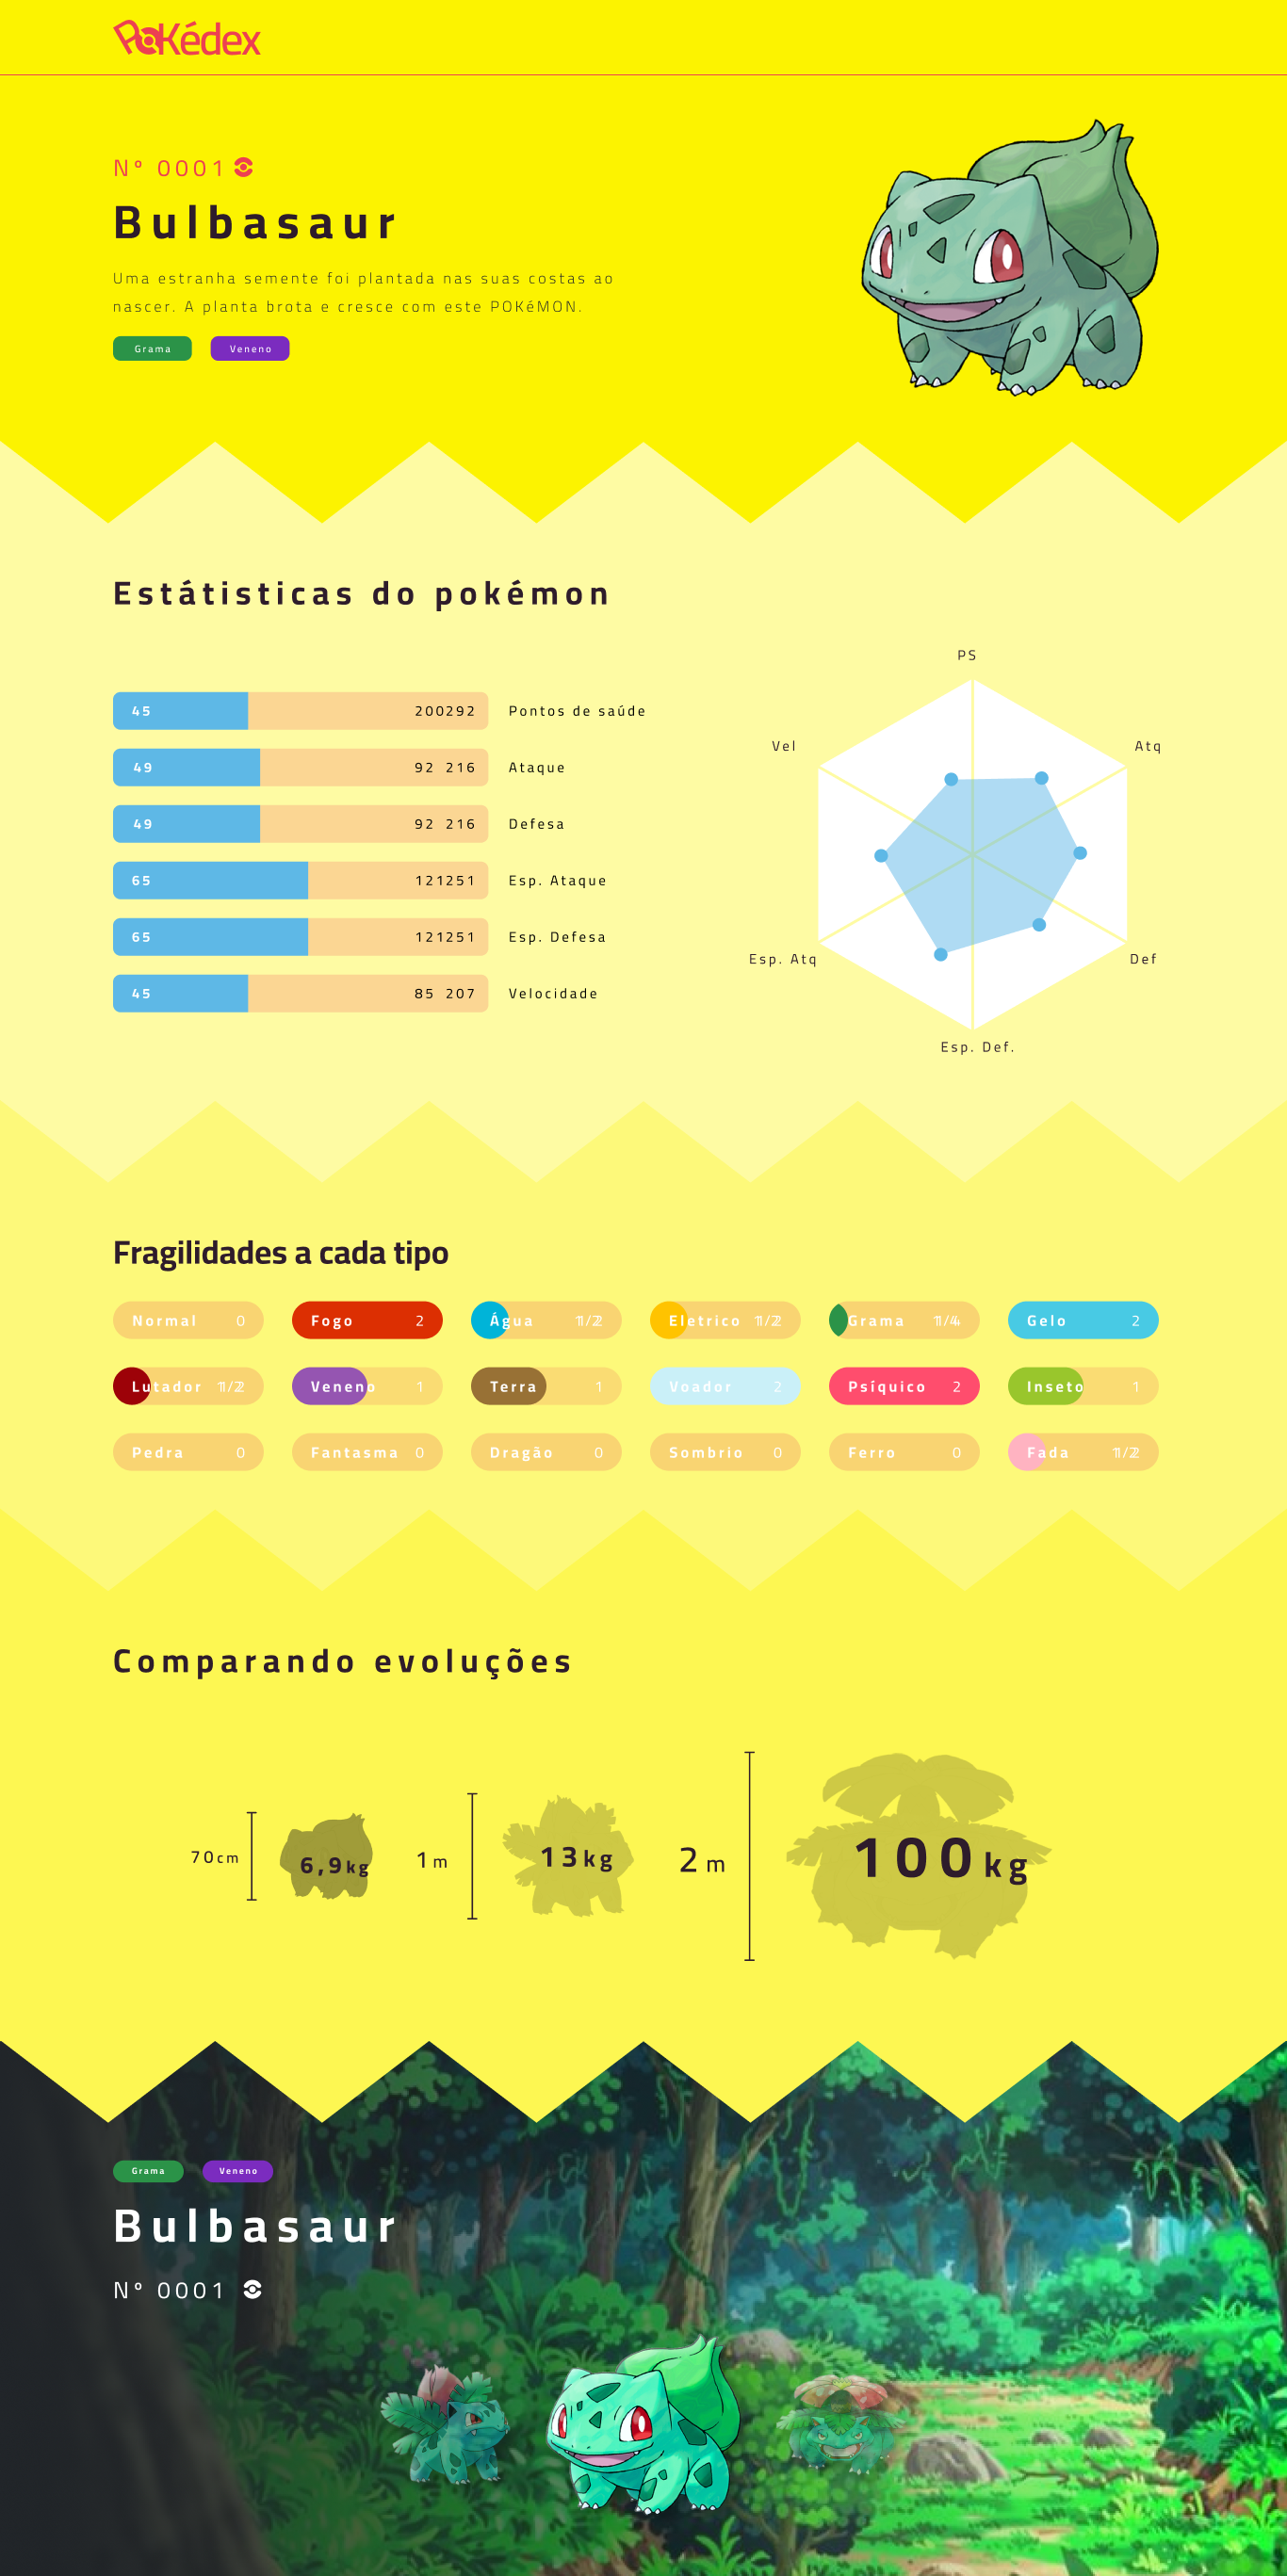 PoKédex
Nº 0001
Bulbasaur
Uma estranha semente foi plantada nas suas costas ao
nascer. A planta brota e cresce com este POKéMON.
Grama Veneno
Estátisticas do pokémon
45 200292 Pontos de saúde
49 92 216 Ataque
49 92 216 Defesa
65 121251 Esp. Ataque
65 121251 Esp. Defesa
45 85 207 Velocidade
PS
Vel Atq
Esp. Atq Def
Esp. Def.
Fragilidades a cada tipo
Normal 0 Fogo 2 Água 1/2 Eletrico 1/2 Grama 1/4 Gelo 2
Lutador 1/2 Veneno 1 Terra 1 Voador 2 Psíquico 2 Inseto 1
Pedra 0 Fantasma 0 Dragão 0 Sombrio 0 Ferro 0 Fada 1/2
Comparando evoluções
70cm 6,9kg 1 m 13kg 2 m 100kg
Grama Veneno
Bulbasaur
Nº 0001